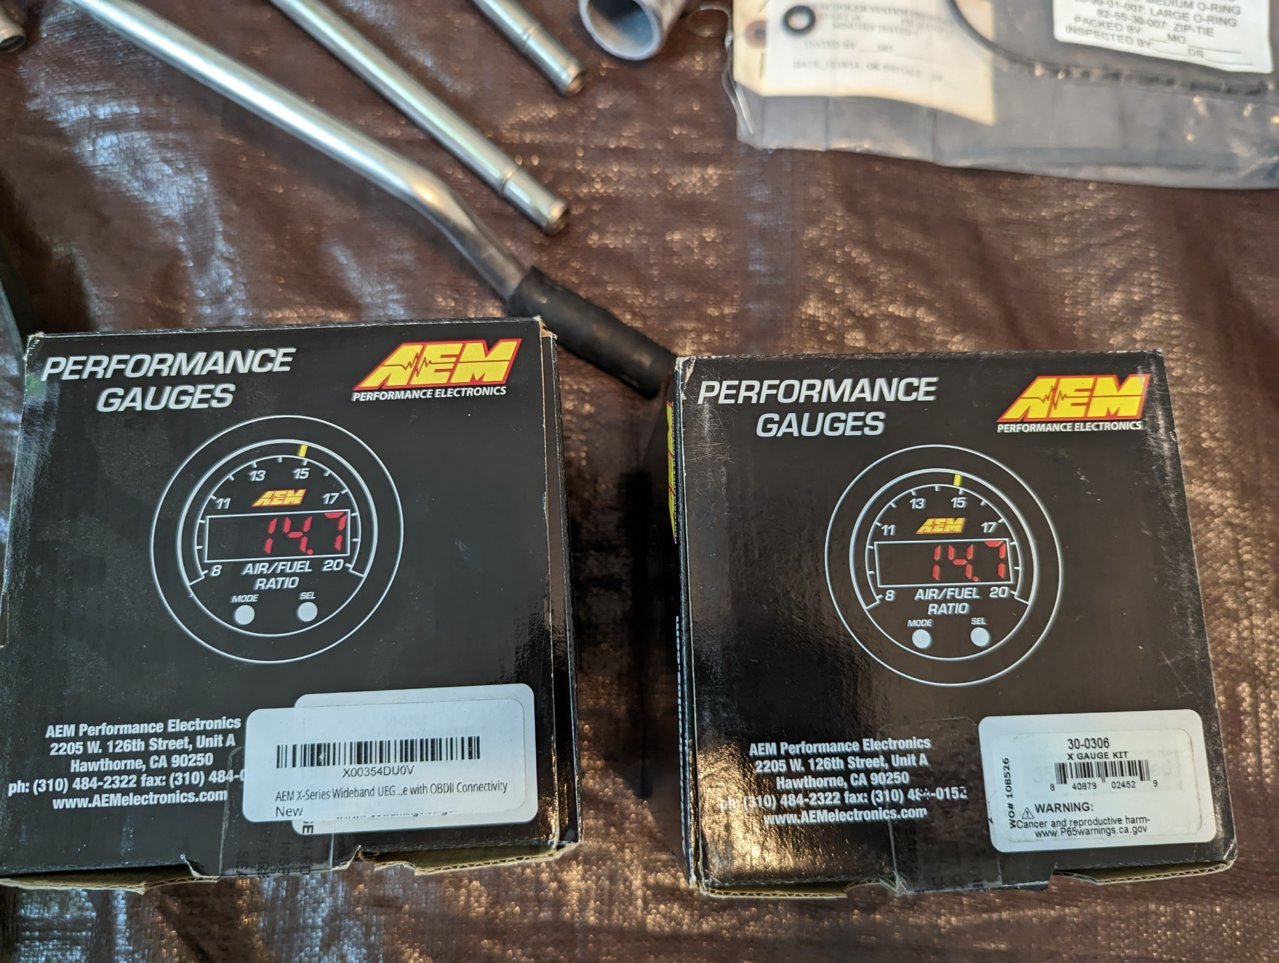 MEDIUM O-RING
LARGE O-RING
92-55-30-007: ZIP-TIE
PACKED BY MO
INSPECTED BY DS
PERFORMANCE
GAUGES
AEM
PERFORMANCE ELECTRONICS
13 15
11 17
AEM
14.7
8 AIR/FUEL 20
RATIO
MODE SEL
AEM Performance Electronics
2205 W. 126th Street, Unit A
Hawthorne, CA 90250
ph: (310) 484-2322 fax: (310) 484-0
www.AEMelectronics.com
X00354DU0V
AEM X-Series Wideband UEG...e with OBDII Connectivity
New
PERFORMANCE
GAUGES
AEM
PERFORMANCE ELECTRONICS
13 15
11 17
AEM
14.7
8 AIR/FUEL 20
RATIO
MODE SEL
AEM Performance Electronics
2205 W. 126th Street, Unit A
Hawthorne, CA 90250
ph: (310) 484-2322 fax: (310) 484-0152
www.AEMelectronics.com
WO# 108526
30-0306
X GAUGE KIT
8 40879 02452 9
WARNING:
Cancer and reproductive harm-
www.P65warnings.ca.gov